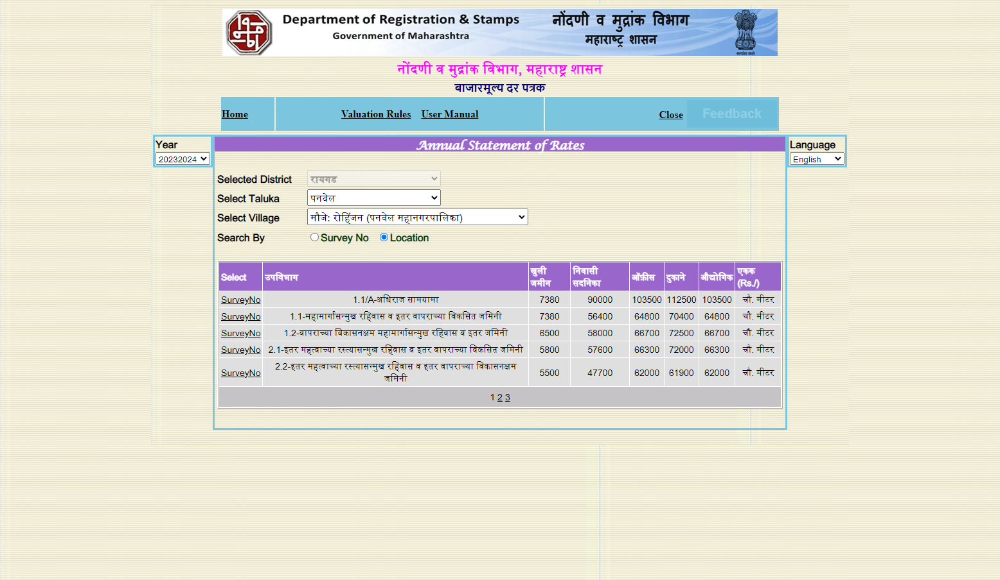 Department of Registration & Stamps
Government of Maharashtra
नोंदणी व मुद्रांक विभाग
महाराष्ट्र शासन
सत्यमेव जयते
नोंदणी व मुद्रांक विभाग, महाराष्ट्र शासन
बाजारमूल्य दर पत्रक
Home Valuation Rules User Manual Close Feedback
Year
20232024
Annual Statement of Rates
Language
English
Selected District रायगड
Select Taluka पनवेल
Select Village मौजे: रोहिंजन (पनवेल महानगरपालिका)
Search By Survey No Location
Select उपविभाग खुली जमीन निवासी सदनिका ऑफ़ीस दुकाने औद्योगिक एकक (Rs./)
SurveyNo 1.1/A-अधिराज सामयामा 7380 90000 103500 112500 103500 चौ. मीटर
SurveyNo 1.1-महामार्गासन्मुख रहिवास व इतर वापराच्या विकसित जमिनी 7380 56400 64800 70400 64800 चौ. मीटर
SurveyNo 1.2-वापराच्या विकासनक्षम महामार्गासन्मुख रहिवास व इतर जमिनी 6500 58000 66700 72500 66700 चौ. मीटर
SurveyNo 2.1-इतर महत्वाच्या रस्त्यासन्मुख रहिवास व इतर वापराच्या विकसित जमिनी 5800 57600 66300 72000 66300 चौ. मीटर
SurveyNo 2.2-इतर महत्वाच्या रस्त्यासन्मुख रहिवास व इतर वापराच्या विकासनक्षम जमिनी 5500 47700 62000 61900 62000 चौ. मीटर
1 2 3